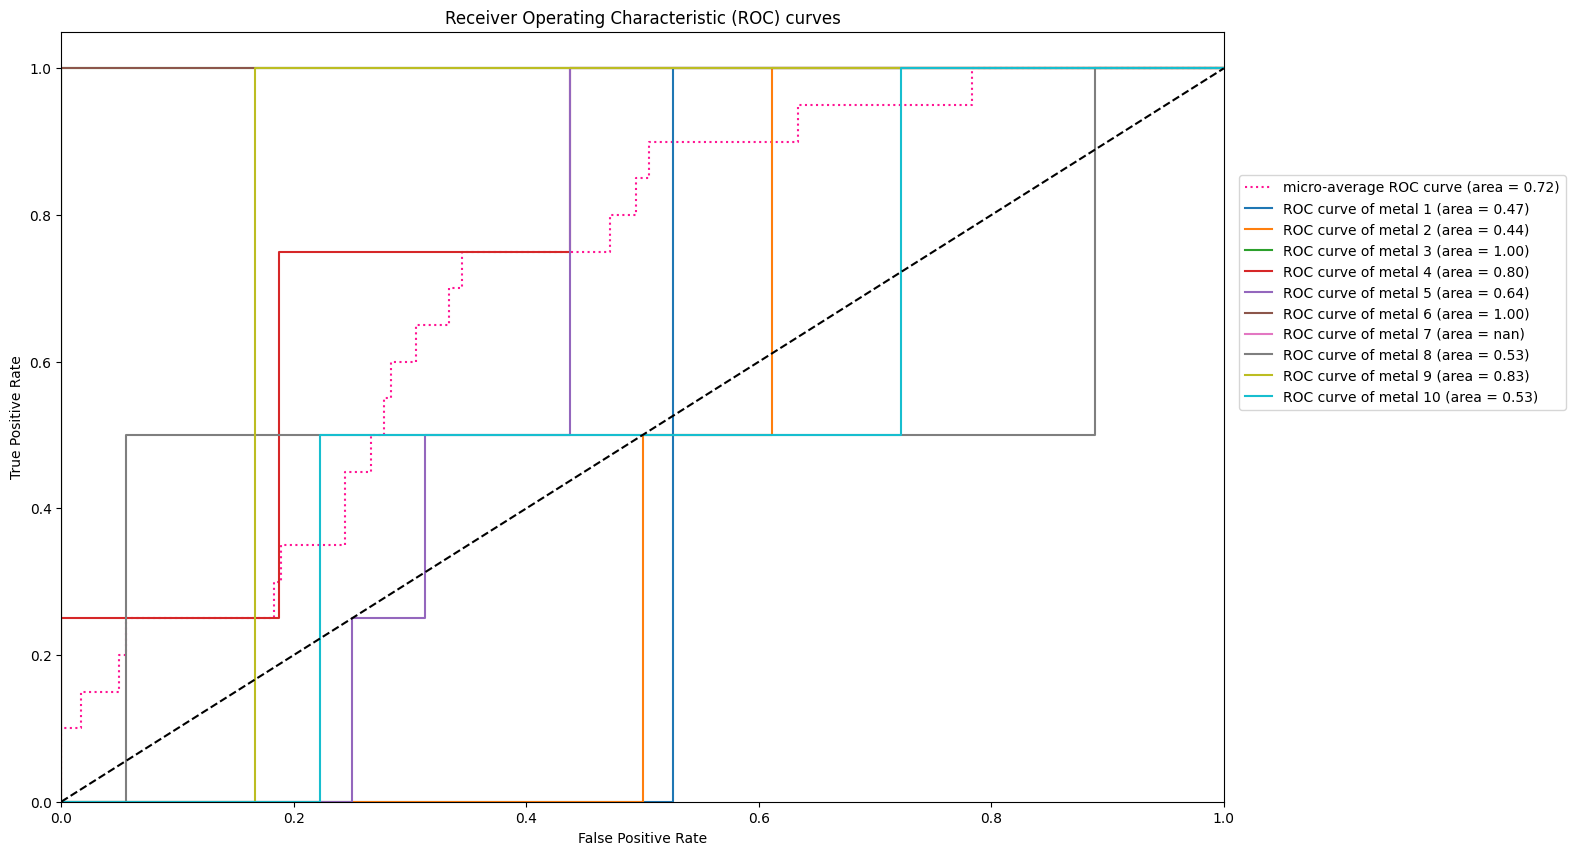 Receiver Operating Characteristic (ROC) curves
1.0
0.8
0.6
0.4
0.2
0.0
True Positive Rate
0.0 0.2 0.4 0.6 0.8 1.0
False Positive Rate
micro-average ROC curve (area = 0.72)
ROC curve of metal 1 (area = 0.47)
ROC curve of metal 2 (area = 0.44)
ROC curve of metal 3 (area = 1.00)
ROC curve of metal 4 (area = 0.80)
ROC curve of metal 5 (area = 0.64)
ROC curve of metal 6 (area = 1.00)
ROC curve of metal 7 (area = nan)
ROC curve of metal 8 (area = 0.53)
ROC curve of metal 9 (area = 0.83)
ROC curve of metal 10 (area = 0.53)